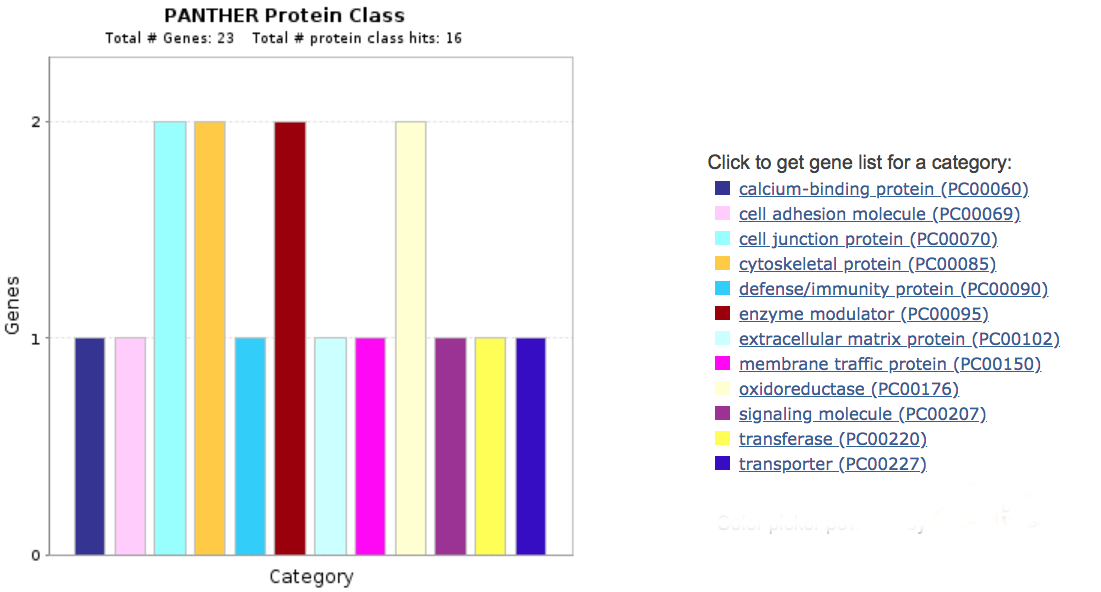 PANTHER Protein Class
Total # Genes: 23 Total # protein class hits: 16
2
1
0
Genes
Category
Click to get gene list for a category:
calcium-binding protein (PC00060)
cell adhesion molecule (PC00069)
cell junction protein (PC00070)
cytoskeletal protein (PC00085)
defense/immunity protein (PC00090)
enzyme modulator (PC00095)
extracellular matrix protein (PC00102)
membrane traffic protein (PC00150)
oxidoreductase (PC00176)
signaling molecule (PC00207)
transferase (PC00220)
transporter (PC00227)
Color picker